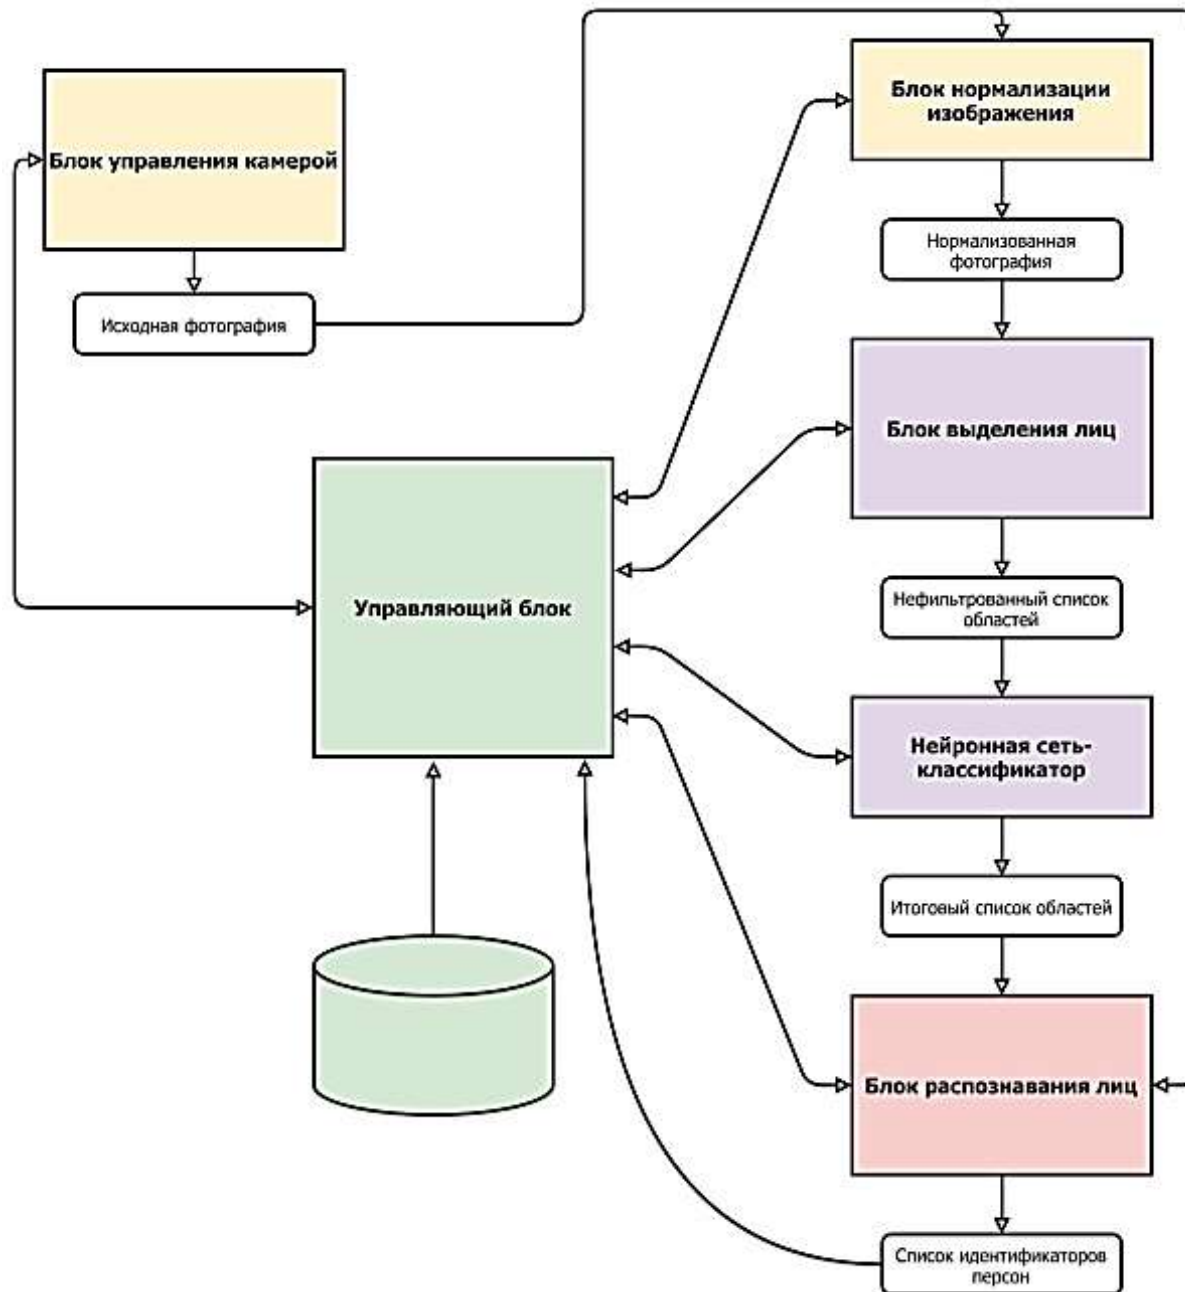 Блок нормализации
изображения
Блок управления камерой
Нормализованная
фотография
Исходная фотография
Блок выделения лиц
Управляющий блок
Нефильтрованный список
областей
Нейронная сеть-
классификатор
Итоговый список областей
Блок распознавания лиц
Список идентификаторов
персон